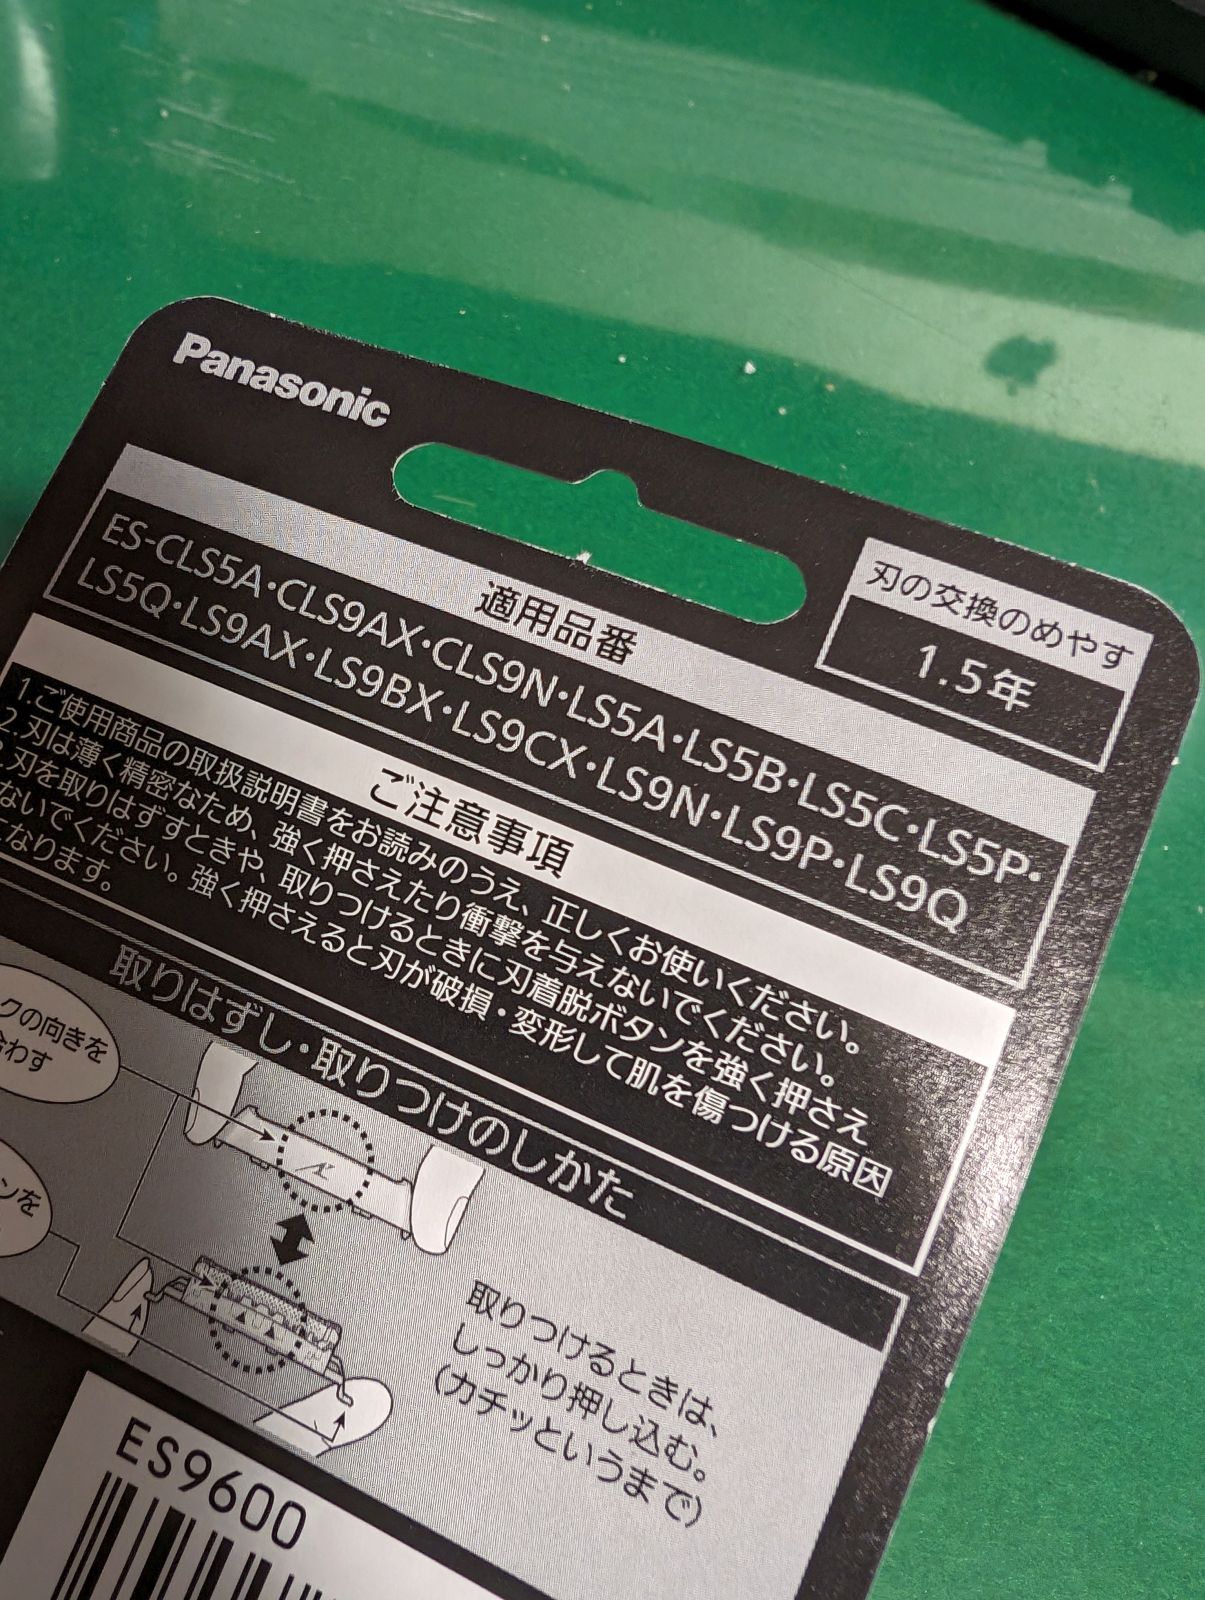 Panasonic
刃の交換のめやす
1.5年
適用品番
ES-CLS5A・CLS9AX・CLS9N・LS5A・LS5B・LS5C・LS5P・
LS5Q・LS9AX・LS9BX・LS9CX・LS9N・LS9P・LS9Q
ご注意事項
1.ご使用商品の取扱説明書をお読みのうえ、正しくお使いください。
2.刃は薄く精密なため、強く押さえたり衝撃を与えないでください。
刃を取りはずすときや、取りつけるときに刃着脱ボタンを強く押さえ
ないでください。強く押さえると刃が破損・変形して肌を傷つける原因
となります。
取りはずし・取りつけのしかた
クの向きを
合わす
ンを
取りつけるときは、
しっかり押し込む。
(カチッというまで)
ES9600